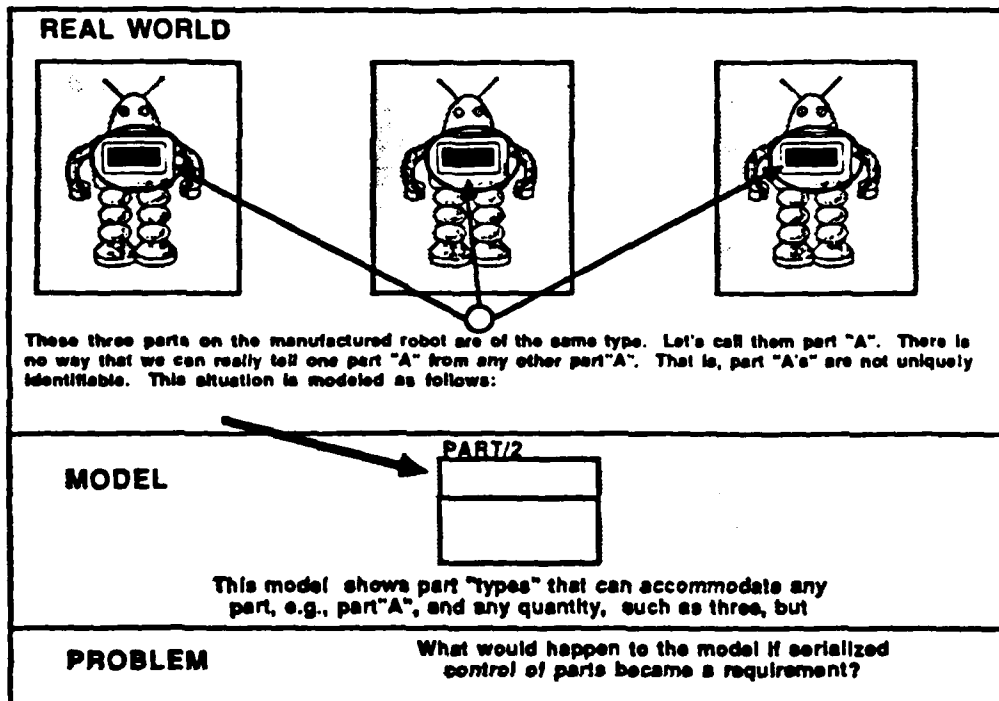 REAL WORLD
These three parts on the manufactured robot are of the same type. Let's call them part "A". There is
no way that we can really tell one part "A" from any other part"A". That is, part "A's" are not uniquely
identifiable. This situation is modeled as follows:
PART/2
MODEL
This model shows part "types" that can accommodate any
part, e.g., part"A", and any quantity, such as three, but
PROBLEM
What would happen to the model if serialized
control of parts became a requirement?